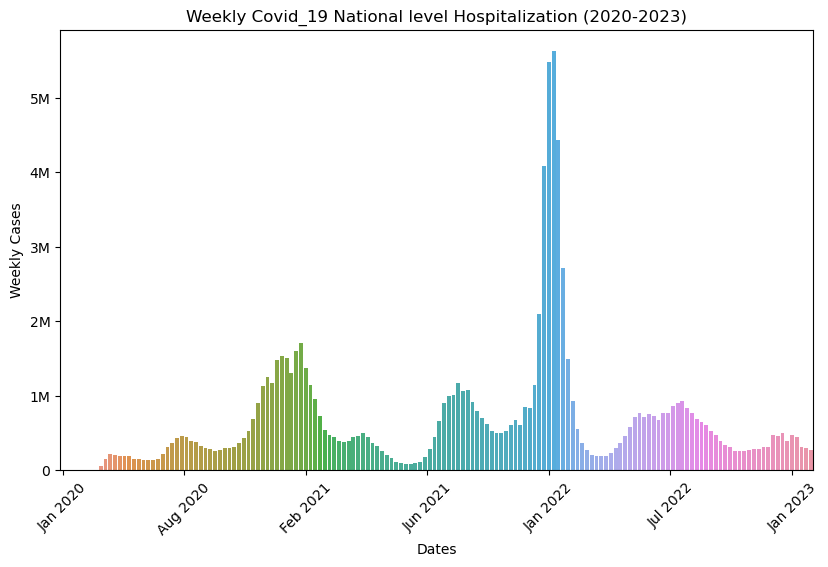 Weekly Covid_19 National level Hospitalization (2020-2023)
5M
4M
3M
2M
1M
0
Weekly Cases
Jan 2020
Aug 2020
Feb 2021
Jun 2021
Jan 2022
Jul 2022
Jan 2023
Dates